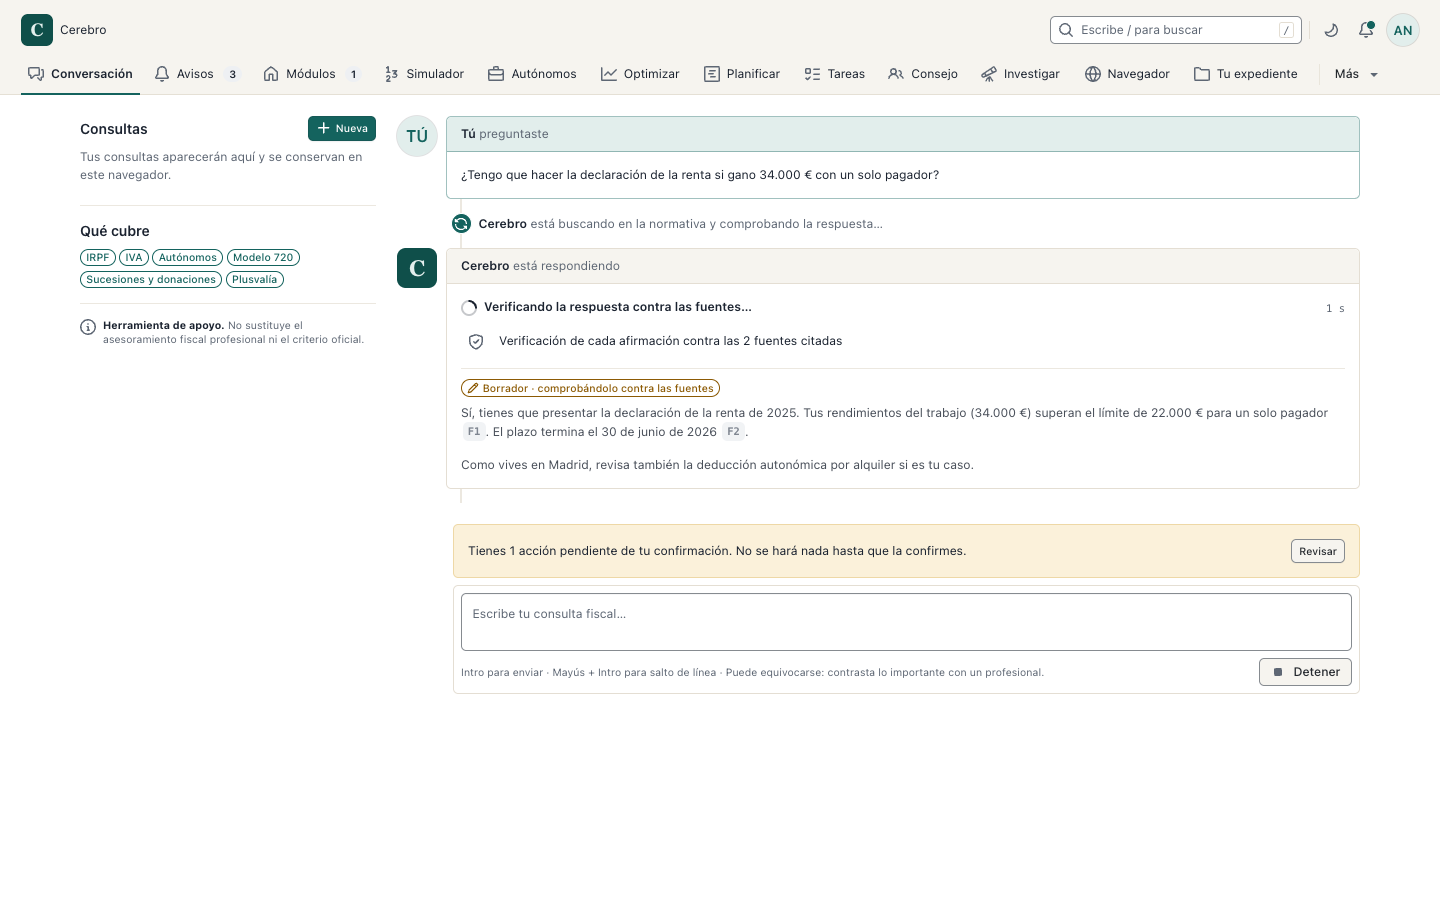 C Cerebro
Escribe / para buscar /
AN
Conversación Avisos 3 Módulos 1 Simulador Autónomos Optimizar Planificar Tareas Consejo Investigar Navegador Tu expediente Más
Consultas
Nueva
Tus consultas aparecerán aquí y se conservan en
este navegador.
Qué cubre
IRPF IVA Autónomos Modelo 720
Sucesiones y donaciones Plusvalía
Herramienta de apoyo. No sustituye el
asesoramiento fiscal profesional ni el criterio oficial.
TÚ
Tú preguntaste
¿Tengo que hacer la declaración de la renta si gano 34.000 € con un solo pagador?
Cerebro está buscando en la normativa y comprobando la respuesta...
C
Cerebro está respondiendo
Verificando la respuesta contra las fuentes... 1 s
Verificación de cada afirmación contra las 2 fuentes citadas
Borrador · comprobándolo contra las fuentes
Sí, tienes que presentar la declaración de la renta de 2025. Tus rendimientos del trabajo (34.000 €) superan el límite de 22.000 € para un solo pagador
F1 . El plazo termina el 30 de junio de 2026 F2 .
Como vives en Madrid, revisa también la deducción autonómica por alquiler si es tu caso.
Tienes 1 acción pendiente de tu confirmación. No se hará nada hasta que la confirmes.
Revisar
Escribe tu consulta fiscal...
Intro para enviar · Mayús + Intro para salto de línea · Puede equivocarse: contrasta lo importante con un profesional.
Detener